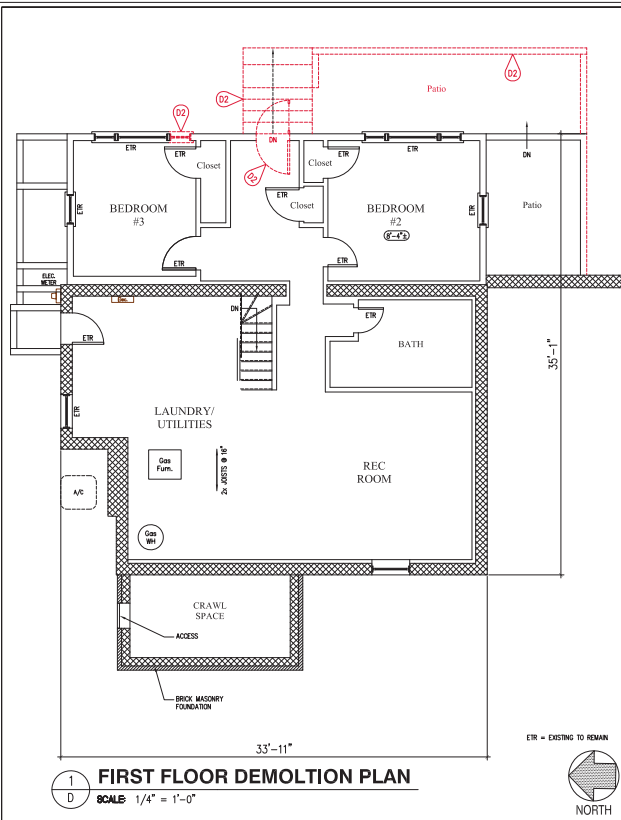 D2
Patio
D2
D2
DN
ETR
ETR
Closet
Closet
DN
D2
ETR
Closet
BEDROOM
#3
BEDROOM
#2
8'-4"±
Patio
ETR
ETR
ETR
ETR
ELEC.
METER
Elec.
DN
ETR
ETR
BATH
35'-1"
ETR
LAUNDRY/
UTILITIES
Gas
Furn.
2x JOISTS @ 16"
REC
ROOM
A/C
Gas
WH
CRAWL
SPACE
ACCESS
BRICK MASONRY
FOUNDATION
33'-11"
ETR = EXISTING TO REMAIN
1
D
FIRST FLOOR DEMOLTION PLAN
SCALE: 1/4" = 1'-0"
NORTH